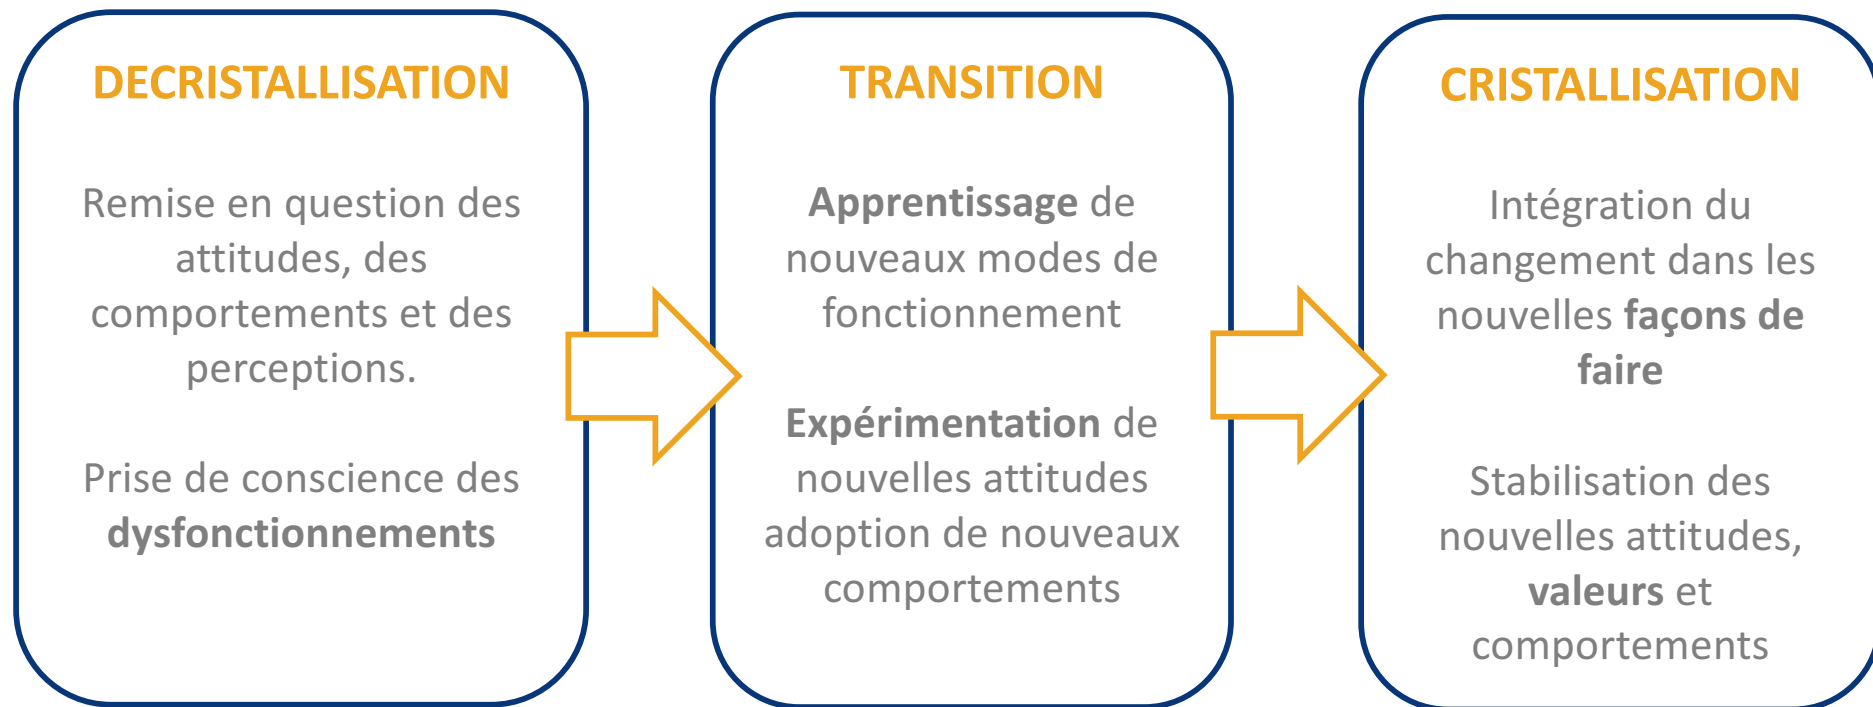 DECRISTALLISATION
Remise en question des
attitudes, des
comportements et des
perceptions.
Prise de conscience des
dysfonctionnements
TRANSITION
Apprentissage de
nouveaux modes de
fonctionnement
Expérimentation de
nouvelles attitudes
adoption de nouveaux
comportements
CRISTALLISATION
Intégration du
changement dans les
nouvelles façons de
faire
Stabilisation des
nouvelles attitudes,
valeurs et
comportements